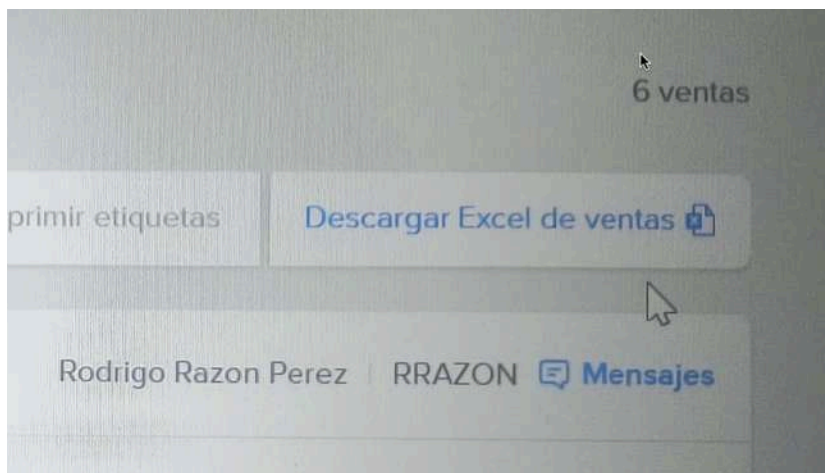 6 ventas
primir etiquetas
Descargar Excel de ventas
Rodrigo Razon Perez | RRAZON Mensajes